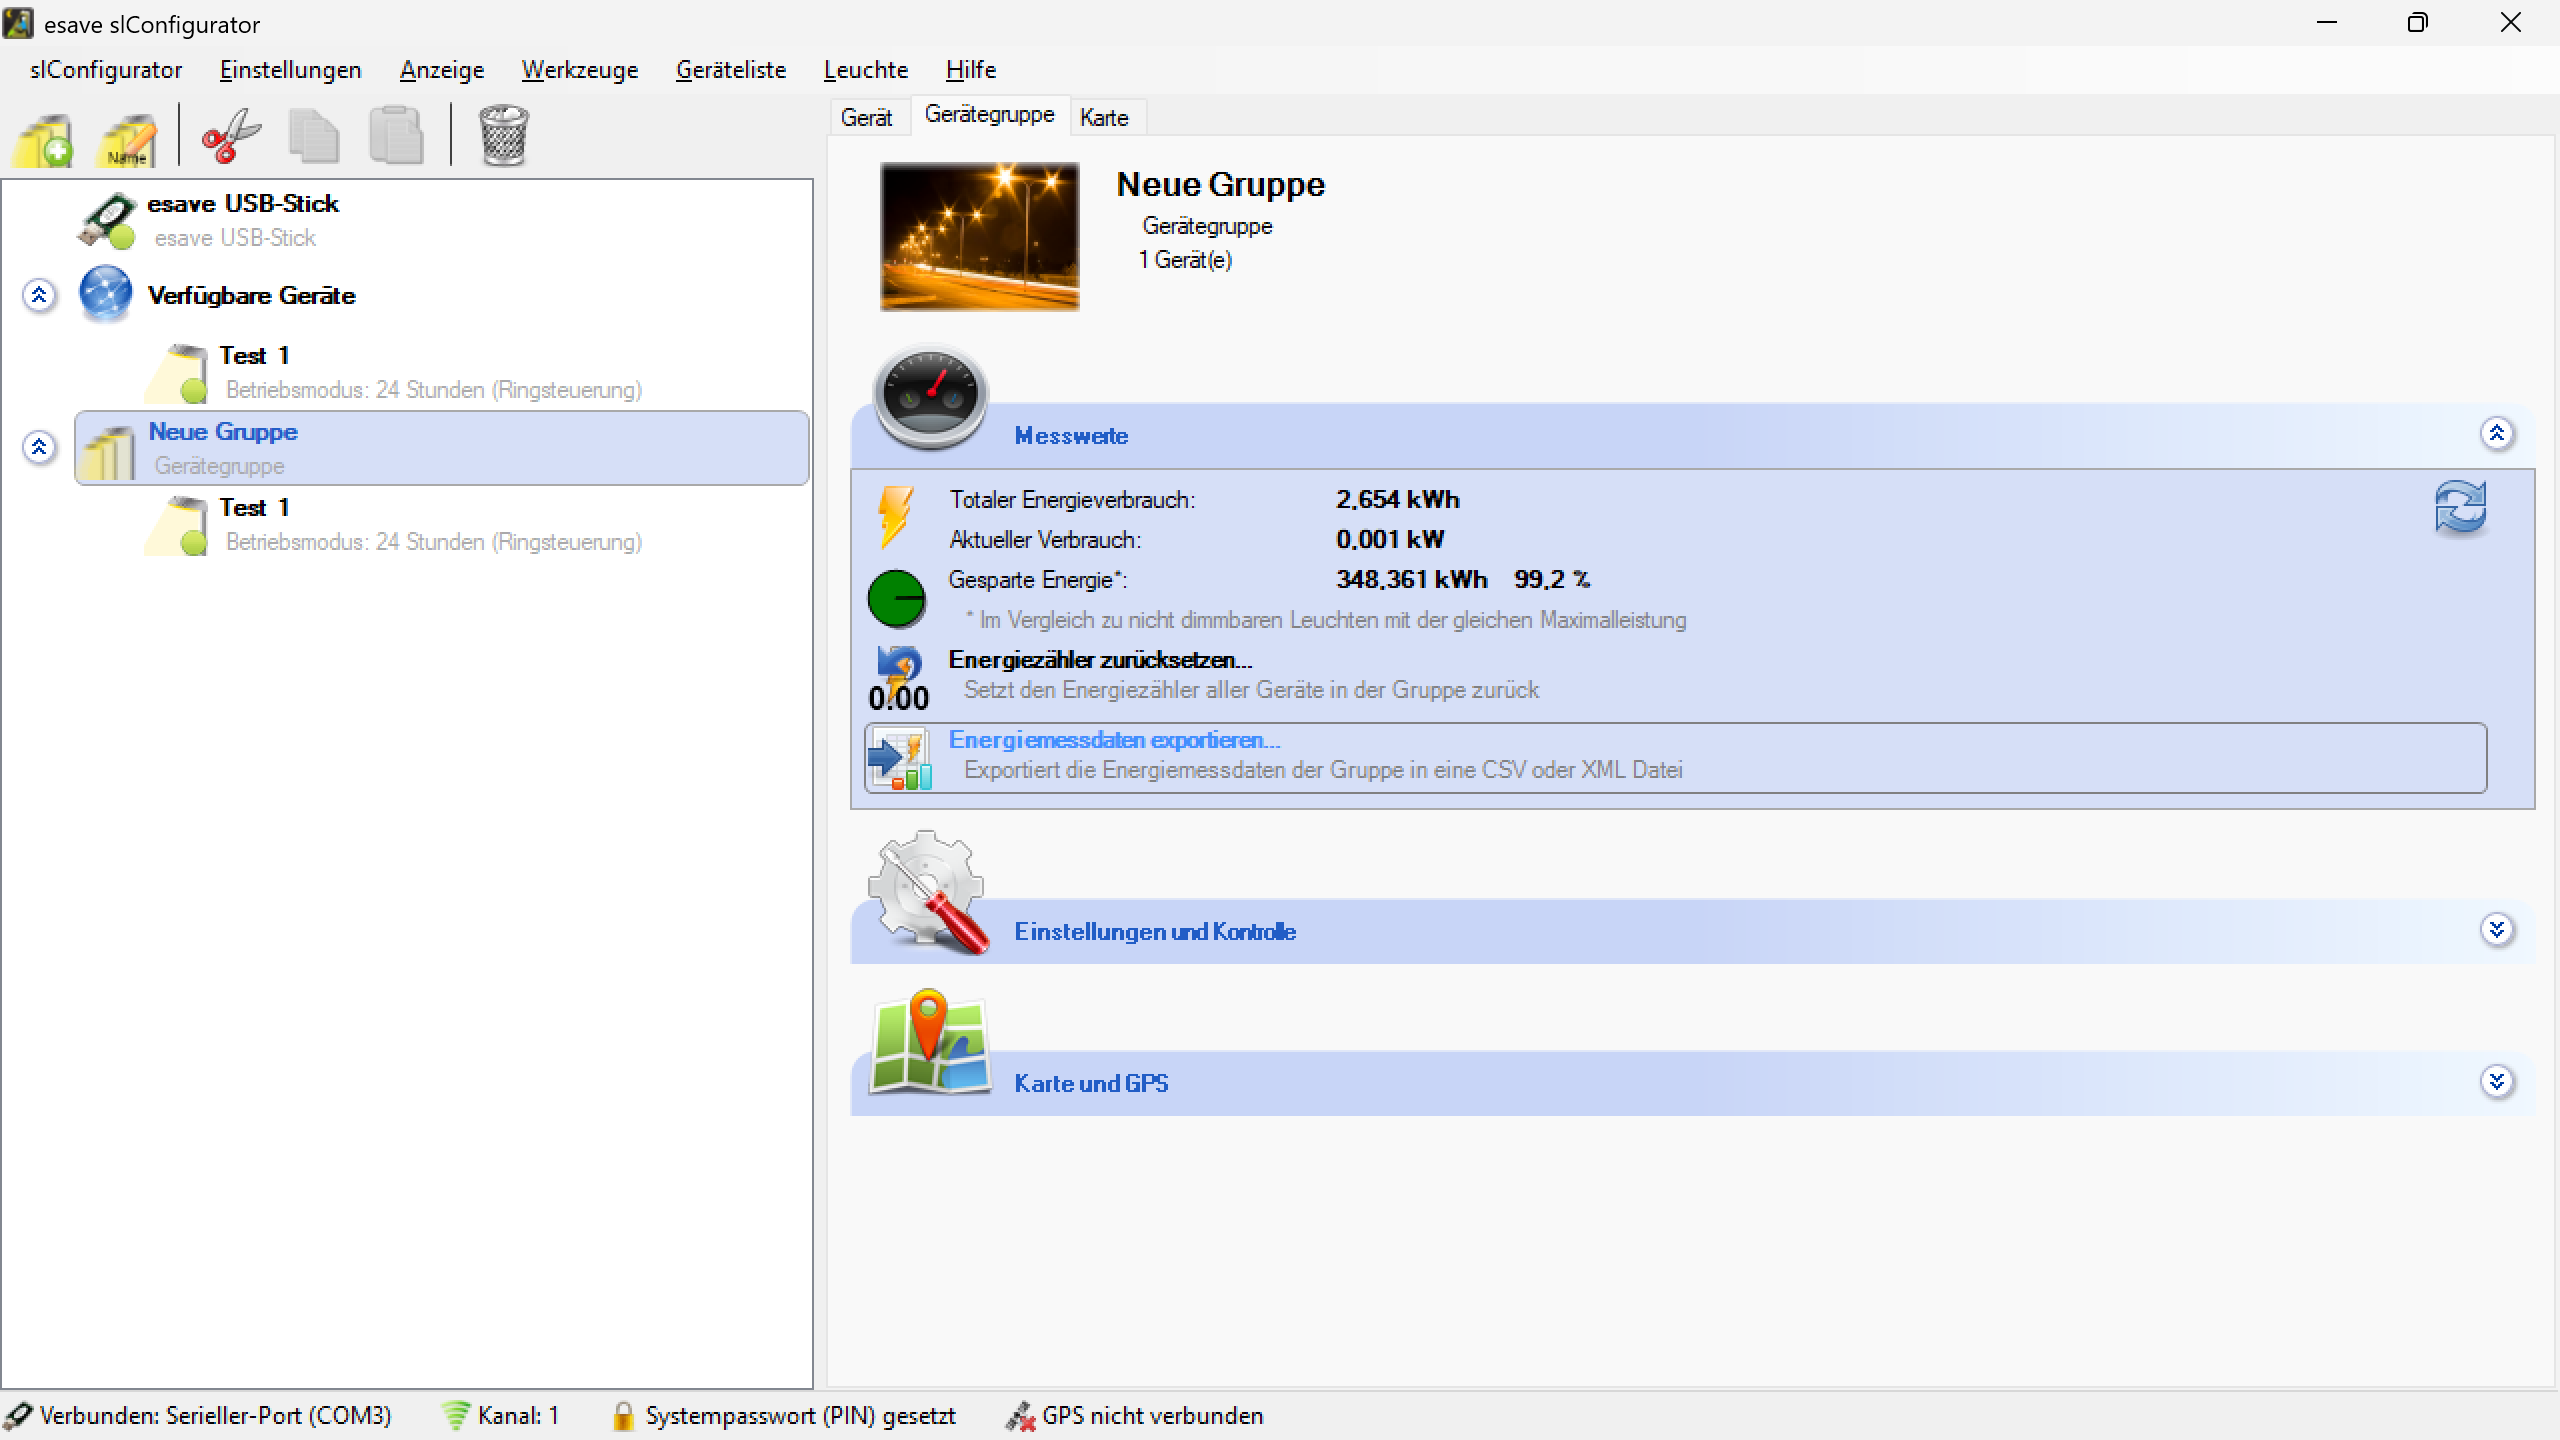 esave slConfigurator
slConfigurator Einstellungen Anzeige Werkzeuge Geräteliste Leuchte Hilfe
Name
esave USB-Stick
esave USB-Stick
Verfügbare Geräte
Test 1
Betriebsmodus: 24 Stunden (Ringsteuerung)
Neue Gruppe
Gerätegruppe
Test 1
Betriebsmodus: 24 Stunden (Ringsteuerung)
Gerät Gerätegruppe Karte
Neue Gruppe
Gerätegruppe
1 Gerät(e)
Messwerte
Totaler Energieverbrauch: 2,654 kWh
Aktueller Verbrauch: 0,001 kW
Gesparte Energie*: 348,361 kWh 99,2 %
* Im Vergleich zu nicht dimmbaren Leuchten mit der gleichen Maximalleistung
0.00
Energiezähler zurücksetzen...
Setzt den Energiezähler aller Geräte in der Gruppe zurück
Energiemessdaten exportieren...
Exportiert die Energiemessdaten der Gruppe in eine CSV oder XML Datei
Einstellungen und Kontrolle
Karte und GPS
Verbunden: Serieller-Port (COM3) Kanal: 1 Systempasswort (PIN) gesetzt GPS nicht verbunden